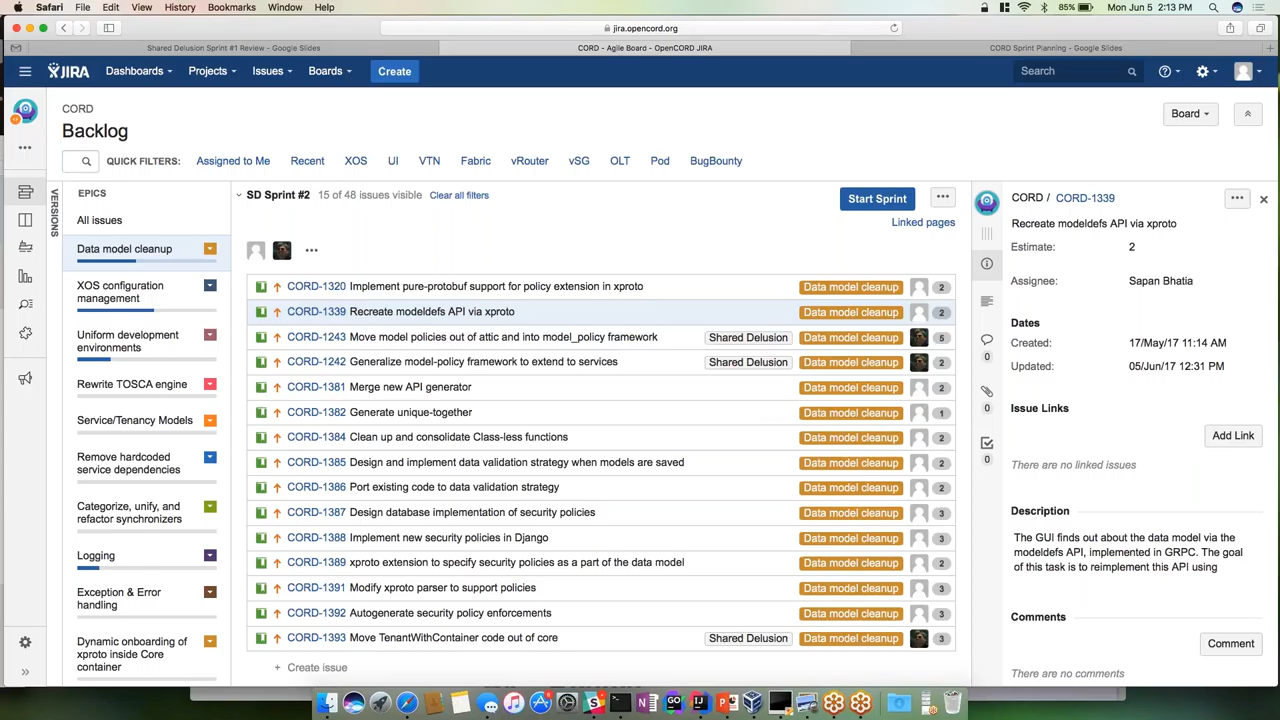 Safari File Edit View History Bookmarks Window Help 85% Mon Jun 5 2:13 PM
jira.opencord.org
Shared Delusion Sprint #1 Review - Google Slides CORD - Agile Board - OpenCORD JIRA CORD Sprint Planning - Google Slides
JIRA Dashboards Projects Issues Boards Create Search
CORD
Backlog
Board
QUICK FILTERS: Assigned to Me Recent XOS UI VTN Fabric vRouter vSG OLT Pod BugBounty
VERSIONS
EPICS
All issues
Data model cleanup
XOS configuration
management
Uniform development
environments
Rewrite TOSCA engine
Service/Tenancy Models
Remove hardcoded
service dependencies
Categorize, unify, and
refactor synchronizers
Logging
Exception & Error
handling
Dynamic onboarding of
xproto inside Core
container
SD Sprint #2 15 of 48 issues visible Clear all filters
Start Sprint
Linked pages
CORD-1320 Implement pure-protobuf support for policy extension in xproto Data model cleanup 2
CORD-1339 Recreate modeldefs API via xproto Data model cleanup 2
CORD-1243 Move model policies out of attic and into model_policy framework Shared Delusion Data model cleanup 5
CORD-1242 Generalize model-policy framework to extend to services Shared Delusion Data model cleanup 2
CORD-1381 Merge new API generator Data model cleanup 2
CORD-1382 Generate unique-together Data model cleanup 1
CORD-1384 Clean up and consolidate Class-less functions Data model cleanup 2
CORD-1385 Design and implement data validation strategy when models are saved Data model cleanup 2
CORD-1386 Port existing code to data validation strategy Data model cleanup 2
CORD-1387 Design database implementation of security policies Data model cleanup 3
CORD-1388 Implement new security policies in Django Data model cleanup 3
CORD-1389 xproto extension to specify security policies as a part of the data model Data model cleanup 2
CORD-1391 Modify xproto parser to support policies Data model cleanup 3
CORD-1392 Autogenerate security policy enforcements Data model cleanup 3
CORD-1393 Move TenantWithContainer code out of core Shared Delusion Data model cleanup 3
+ Create issue
CORD / CORD-1339
Recreate modeldefs API via xproto
Estimate: 2
Assignee: Sapan Bhatia
Dates
Created: 17/May/17 11:14 AM
Updated: 05/Jun/17 12:31 PM
0
0
0
Issue Links
Add Link
There are no linked issues
Description
The GUI finds out about the data model via the
modeldefs API, implemented in GRPC. The goal
of this task is to reimplement this API using
Comments
Comment
There are no comments